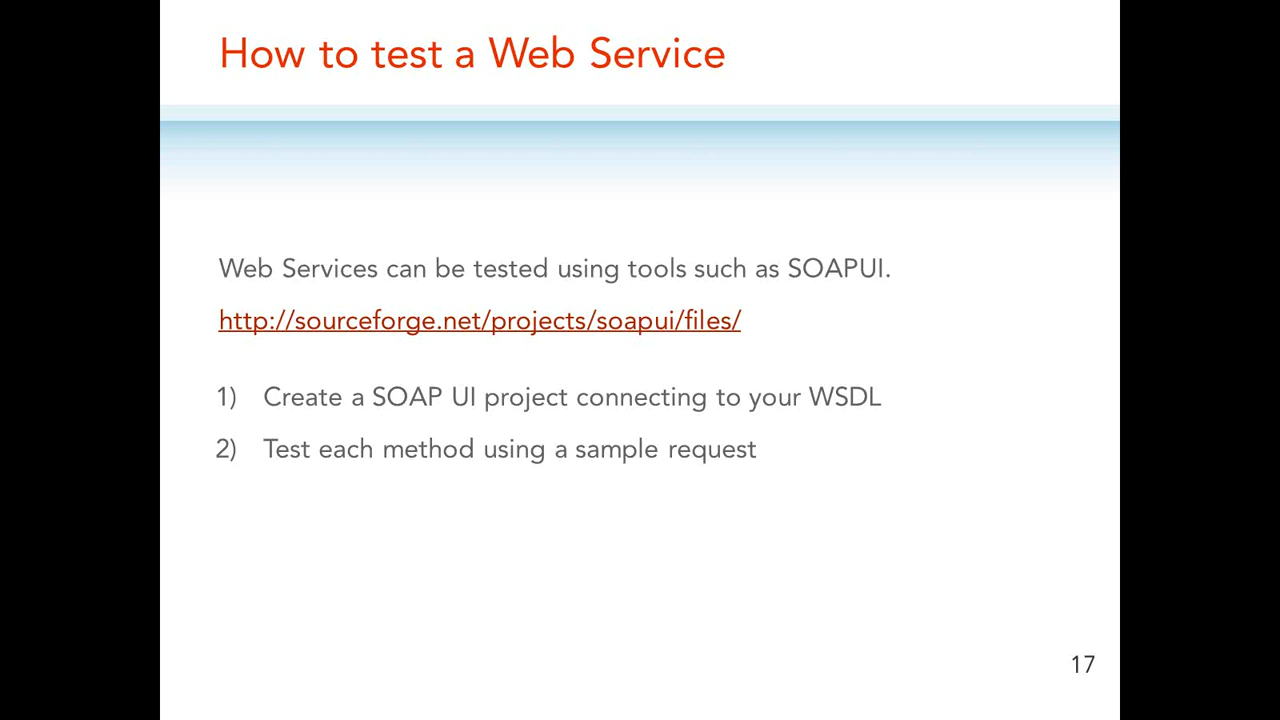 How to test a Web Service
Web Services can be tested using tools such as SOAPUI.
http://sourceforge.net/projects/soapui/files/
1) Create a SOAP UI project connecting to your WSDL
2) Test each method using a sample request
17